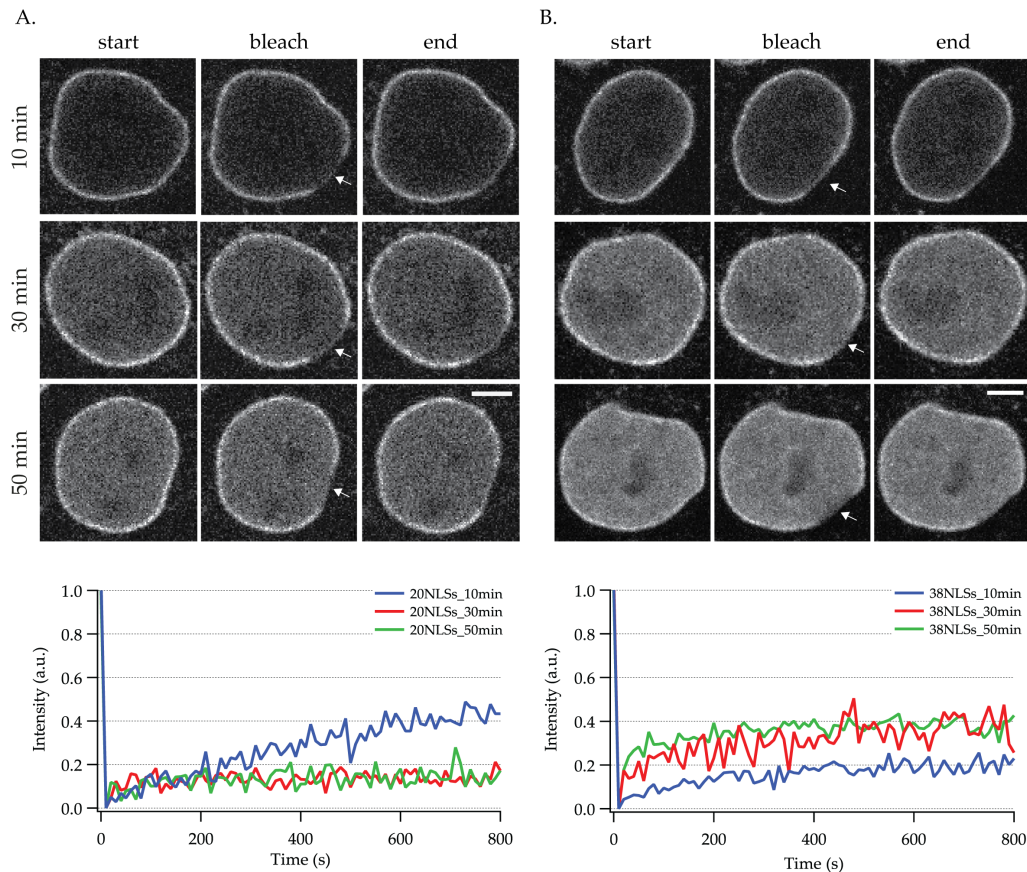 A.
start bleach end
10 min
30 min
50 min
B.
start bleach end
1.0
0.8
0.6
0.4
0.2
0.0
Intensity (a.u.)
0 200 400 600 800
Time (s)
20NLSs_10min
20NLSs_30min
20NLSs_50min
1.0
0.8
0.6
0.4
0.2
0.0
Intensity (a.u.)
0 200 400 600 800
Time (s)
38NLSs_10min
38NLSs_30min
38NLSs_50min